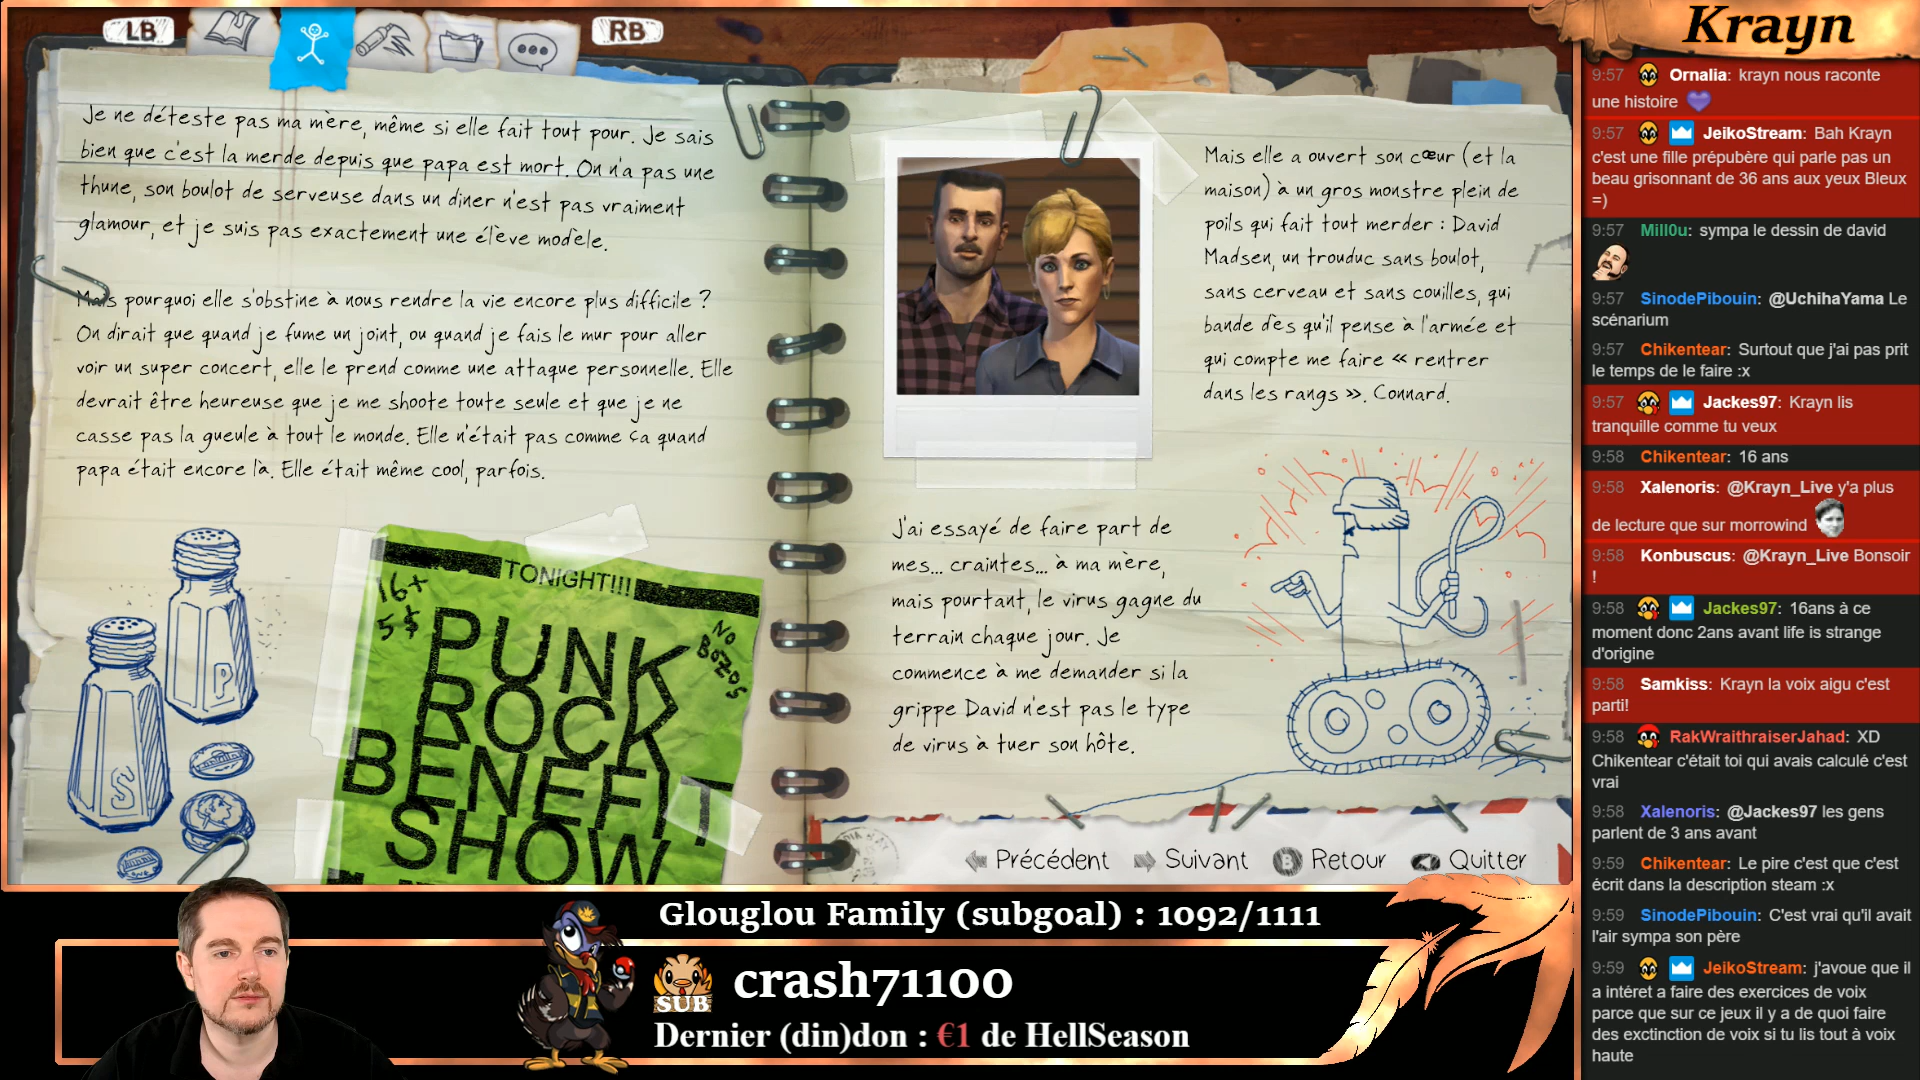 LB
RB
Je ne déteste pas ma mère, même si elle fait tout pour. Je sais
bien que c'est la merde depuis que papa est mort. On n'a pas une
thune, son boulot de serveuse dans un diner n'est pas vraiment
glamour, et je suis pas exactement une élève modèle.
Mais pourquoi elle s'obstine à nous rendre la vie encore plus difficile ?
On dirait que quand je fume un joint, ou quand je fais le mur pour aller
voir un super concert, elle le prend comme une attaque personnelle. Elle
devrait être heureuse que je me shoote toute seule et que je ne
casse pas la gueule à tout le monde. Elle n'était pas comme ça quand
papa était encore là. Elle était même cool, parfois.
P
S
TONIGHT!!!
16+
5$
NO
BOZOS
PUNK
ROCK
BENEFIT
SHOW
Mais elle a ouvert son cœur (et la
maison) à un gros monstre plein de
poils qui fait tout merder : David
Madsen, un trouduc sans boulot,
sans cerveau et sans couilles, qui
bande dès qu'il pense à l'armée et
qui compte me faire « rentrer
dans les rangs ». Connard.
J'ai essayé de faire part de
mes... craintes... à ma mère,
mais pourtant, le virus gagne du
terrain chaque jour. Je
commence à me demander si la
grippe David n'est pas le type
de virus à tuer son hôte.
Précédent
Suivant
B Retour
Quitter
Glouglou Family (subgoal) : 1092/1111
SUB
crash71100
Dernier (din)don : €1 de HellSeason
Krayn
9:57 Ornalia: krayn nous raconte
une histoire
9:57 JeikoStream: Bah Krayn
c'est une fille prépubère qui parle pas un
beau grisonnant de 36 ans aux yeux Bleux
=)
9:57 Mill0u: sympa le dessin de david
9:57 SinodePibouin: @UchihaYama Le
scénarium
9:57 Chikentear: Surtout que j'ai pas prit
le temps de le faire :x
9:57 Jackes97: Krayn lis
tranquille comme tu veux
9:58 Chikentear: 16 ans
9:58 Xalenoris: @Krayn_Live y'a plus
de lecture que sur morrowind
9:58 Konbuscus: @Krayn_Live Bonsoir
!
9:58 Jackes97: 16ans à ce
moment donc 2ans avant life is strange
d'origine
9:58 Samkiss: Krayn la voix aigu c'est
parti!
9:58 RakWraithraiserJahad: XD
Chikentear c'était toi qui avais calculé c'est
vrai
9:58 Xalenoris: @Jackes97 les gens
parlent de 3 ans avant
9:59 Chikentear: Le pire c'est que c'est
écrit dans la description steam :x
9:59 SinodePibouin: C'est vrai qu'il avait
l'air sympa son père
9:59 JeikoStream: j'avoue que il
a intéret a faire des exercices de voix
parce que sur ce jeux il y a de quoi faire
des exctinction de voix si tu lis tout à voix
haute